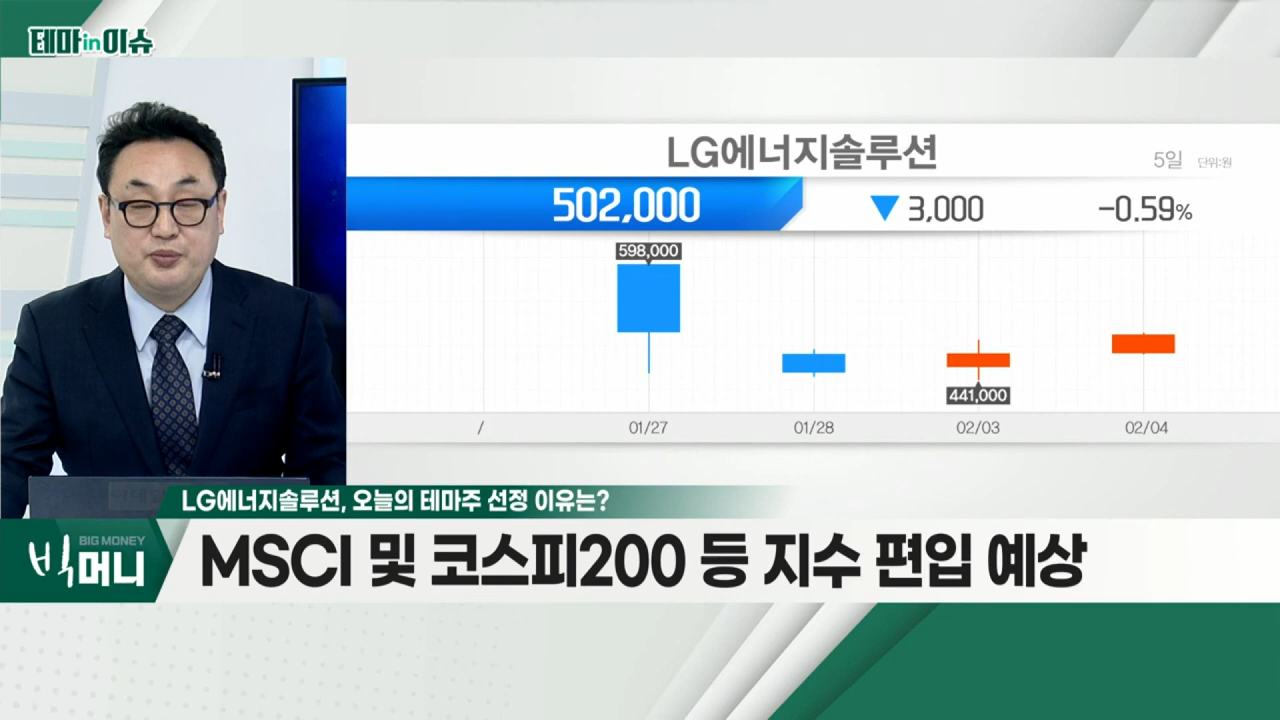 테마in이슈
LG에너지솔루션
5일 단위:원
502,000 ▼ 3,000 -0.59%
598,000
441,000
/ 01/27 01/28 02/03 02/04
LG에너지솔루션, 오늘의 테마주 선정 이유는?
BIG MONEY
빅머니
MSCI 및 코스피200 등 지수 편입 예상